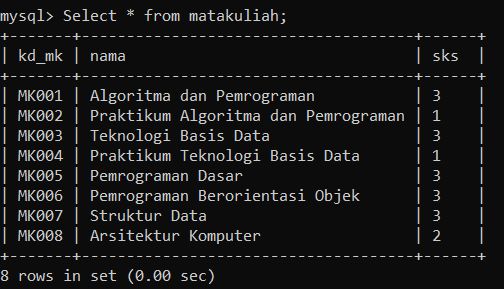 mysql> Select * from matakuliah;
+-------+-------------------------------------+------+
| kd_mk | nama                                | sks  |
+-------+-------------------------------------+------+
| MK001 | Algoritma dan Pemrograman           | 3    |
| MK002 | Praktikum Algoritma dan Pemrograman | 1    |
| MK003 | Teknologi Basis Data                | 3    |
| MK004 | Praktikum Teknologi Basis Data      | 1    |
| MK005 | Pemrograman Dasar                   | 3    |
| MK006 | Pemrograman Berorientasi Objek      | 3    |
| MK007 | Struktur Data                       | 3    |
| MK008 | Arsitektur Komputer                 | 2    |
+-------+-------------------------------------+------+
8 rows in set (0.00 sec)